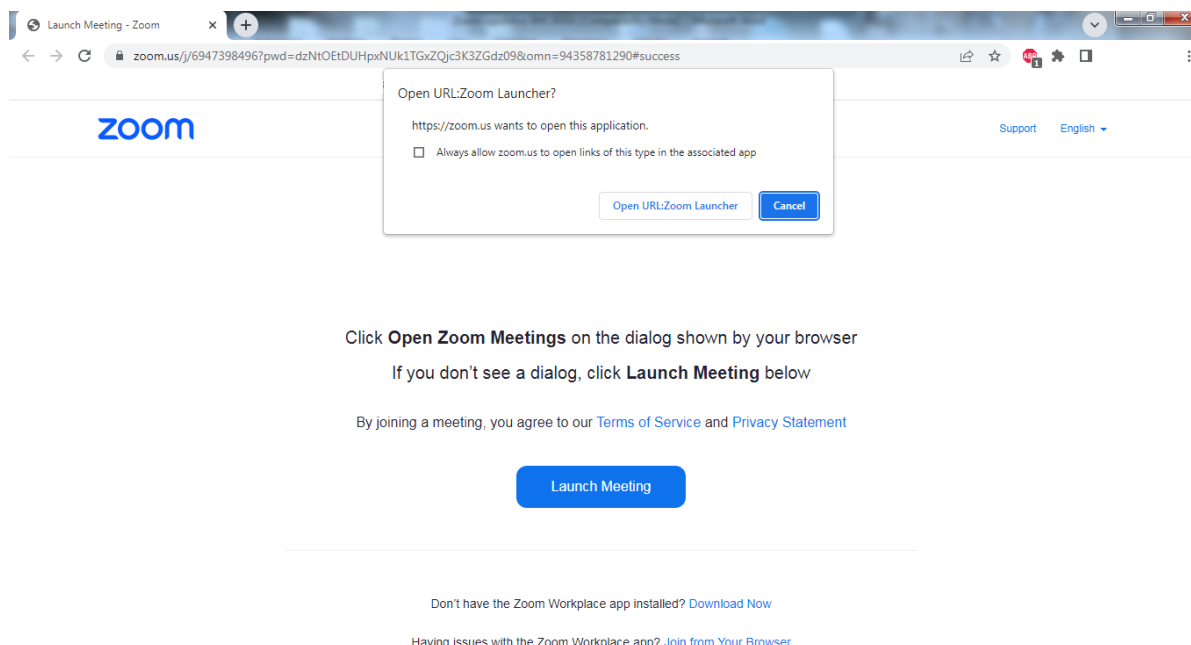 Launch Meeting - Zoom
zoom.us/j/6947398496?pwd=dzNtOEtDUHpxNUk1TGxZQjc3K3ZGdz09&omn=94358781290#success
ABP
1
Open URL:Zoom Launcher?
https://zoom.us wants to open this application.
Always allow zoom.us to open links of this type in the associated app
Open URL:Zoom Launcher Cancel
zoom
Support English
Click Open Zoom Meetings on the dialog shown by your browser
If you don't see a dialog, click Launch Meeting below
By joining a meeting, you agree to our Terms of Service and Privacy Statement
Launch Meeting
Don't have the Zoom Workplace app installed? Download Now
Having issues with the Zoom Workplace app? Join from Your Browser